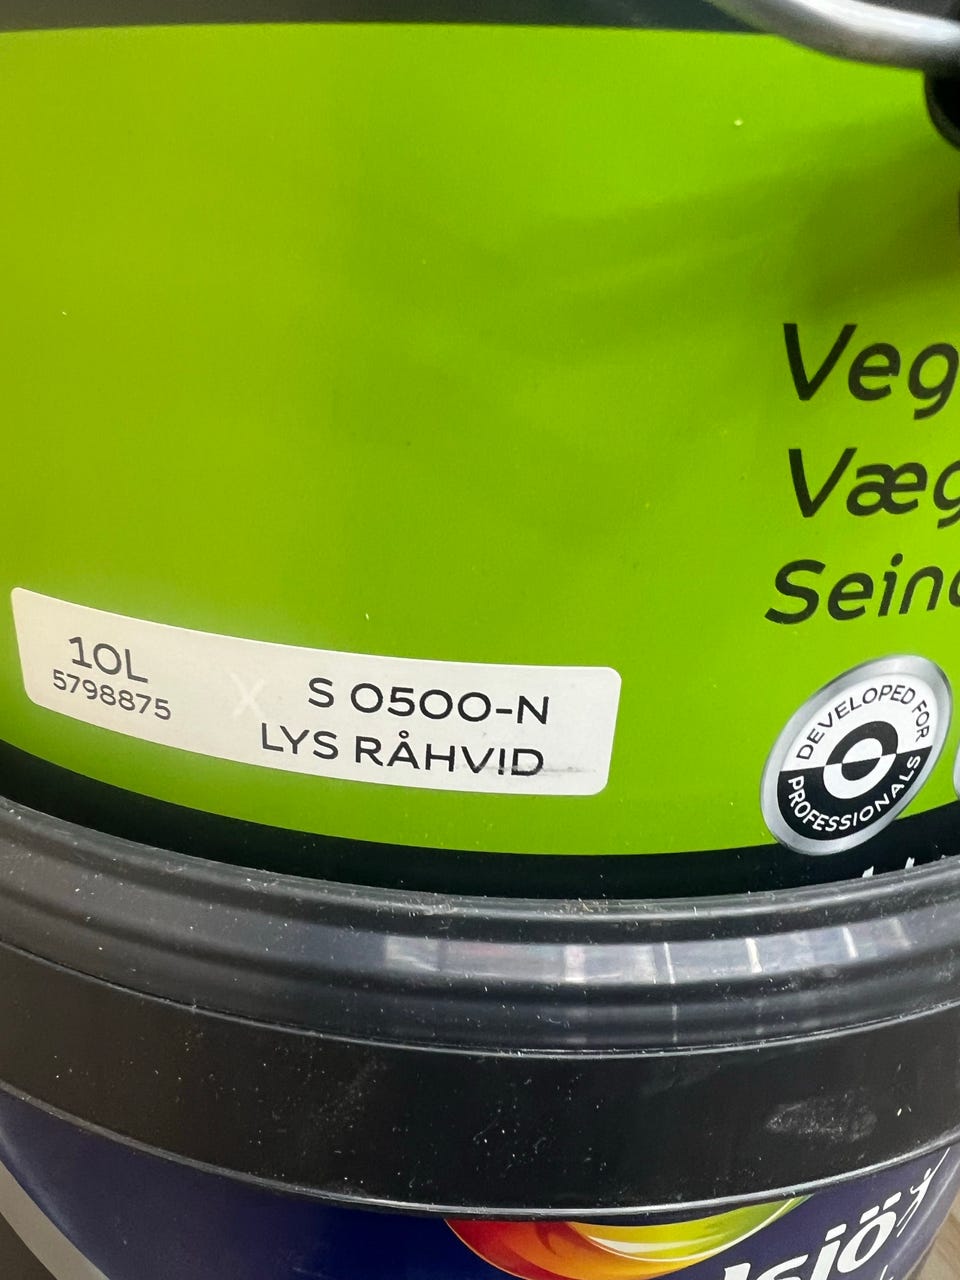 10L
5798875
S 0500-N
LYS RÅHVID
DEVELOPED FOR
PROFESSIONALS